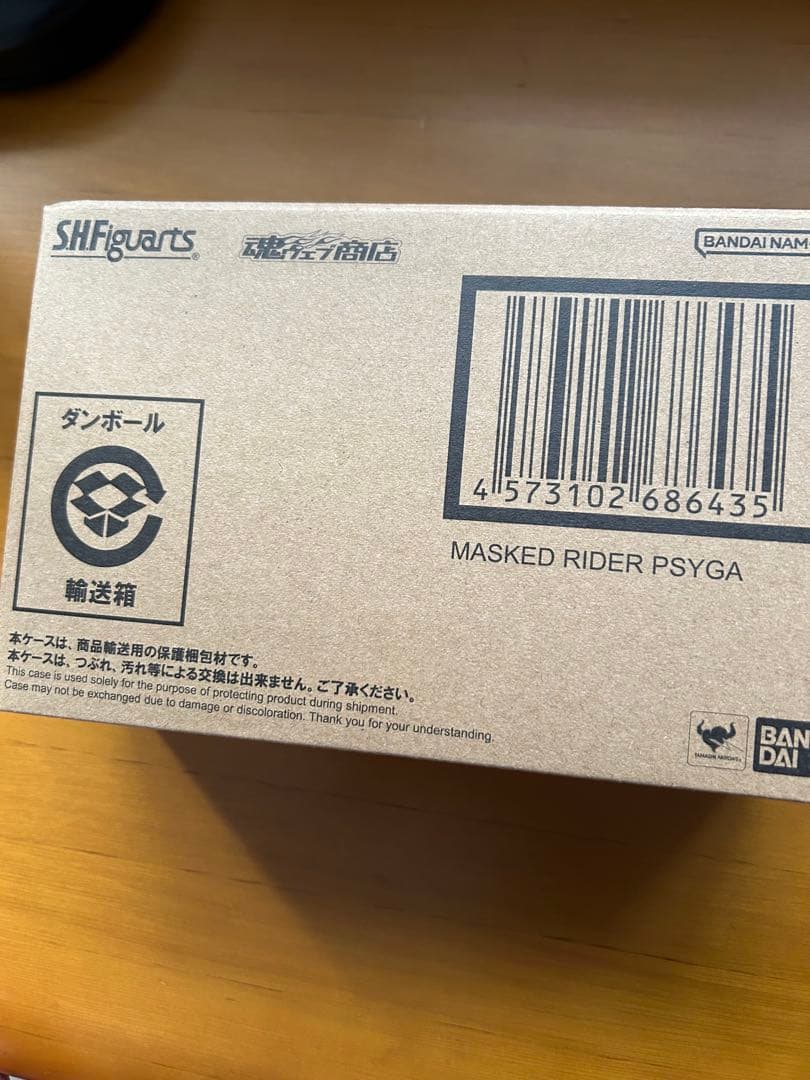 S.H.Figuarts®
魂ウェブ商店
BANDAI NAM
4 573102 686435
MASKED RIDER PSYGA
ダンボール
輸送箱
本ケースは、商品輸送用の保護梱包材です。
本ケースは、つぶれ、汚れ等による交換は出来ません。ご了承ください。
This case is used solely for the purpose of protecting product during shipment.
Case may not be exchanged due to damage or discoloration. Thank you for your understanding.
BAN
DAI